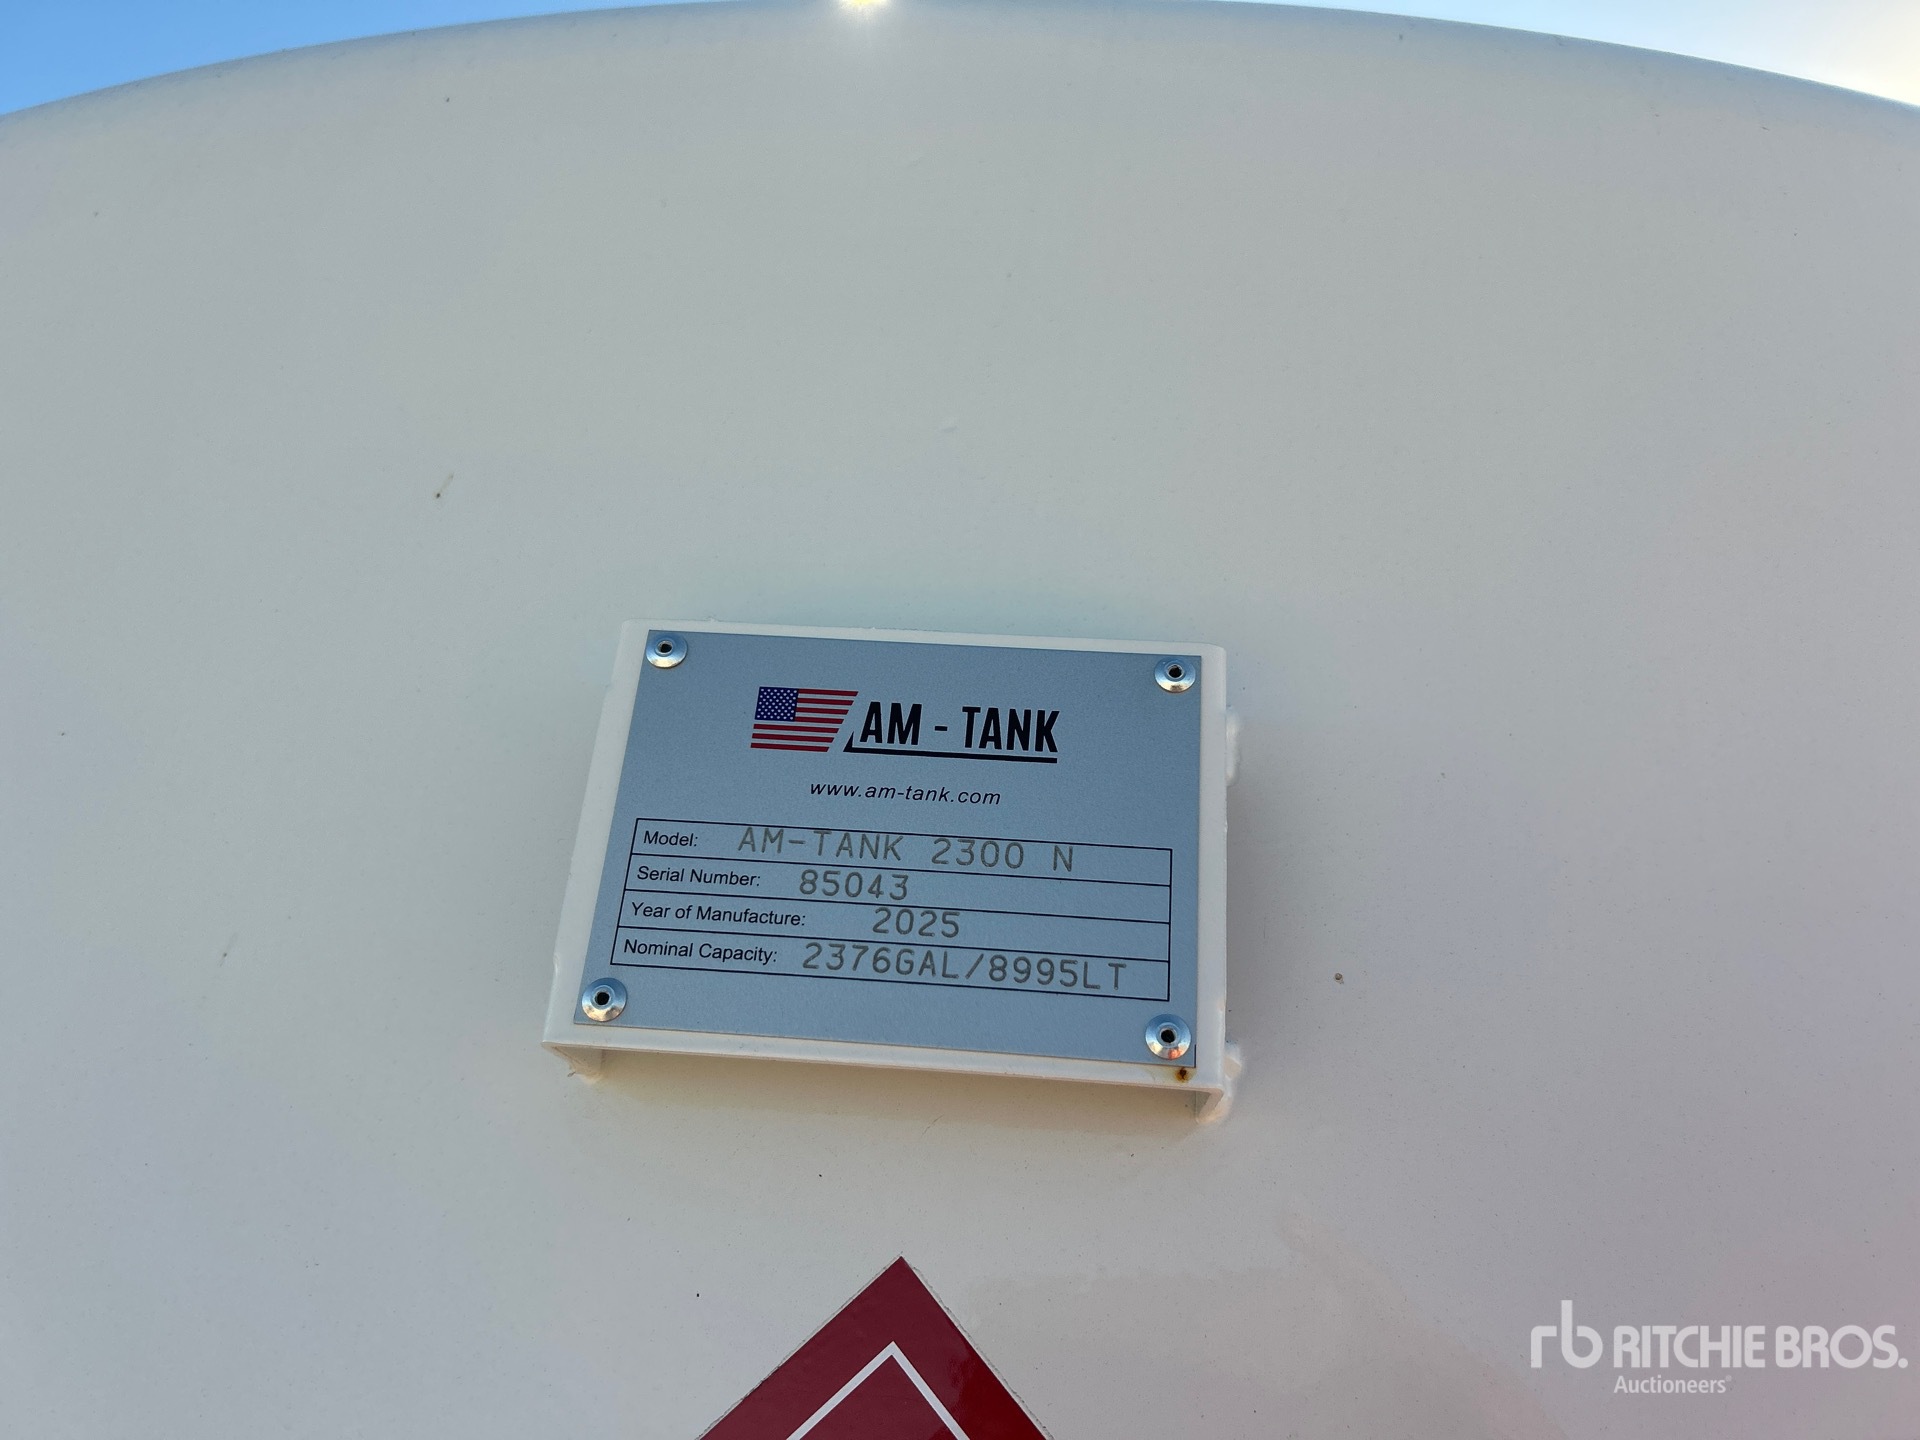 AM - TANK
www.am-tank.com
Model: AM-TANK 2300 N
Serial Number: 85043
Year of Manufacture: 2025
Nominal Capacity: 2376GAL/8995LT
rb RITCHIE BROS.
Auctioneers®